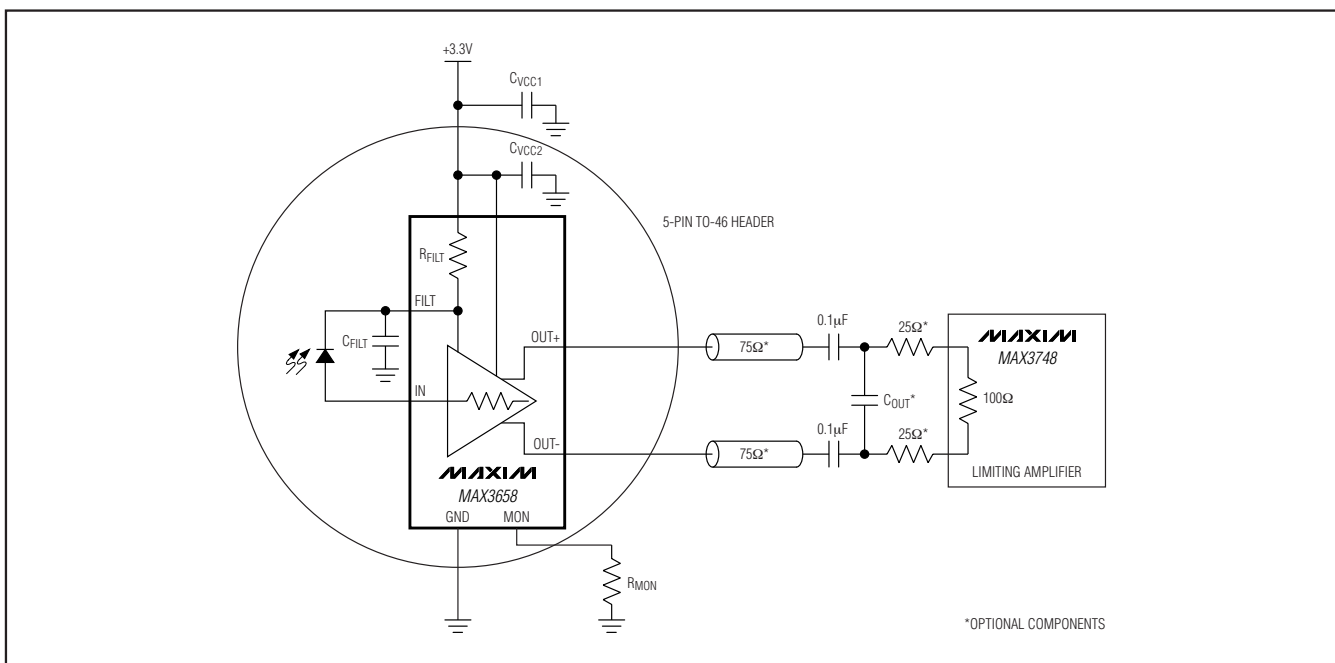 +3.3V
CVCC1
CVCC2
5-PIN TO-46 HEADER
RFILT
FILT
CFILT
IN
OUT+
OUT-
MAXIM
MAX3658
GND MON
RMON
75Ω*
0.1μF
25Ω*
COUT*
75Ω*
0.1μF
25Ω*
MAXIM
MAX3748
100Ω
LIMITING AMPLIFIER
*OPTIONAL COMPONENTS